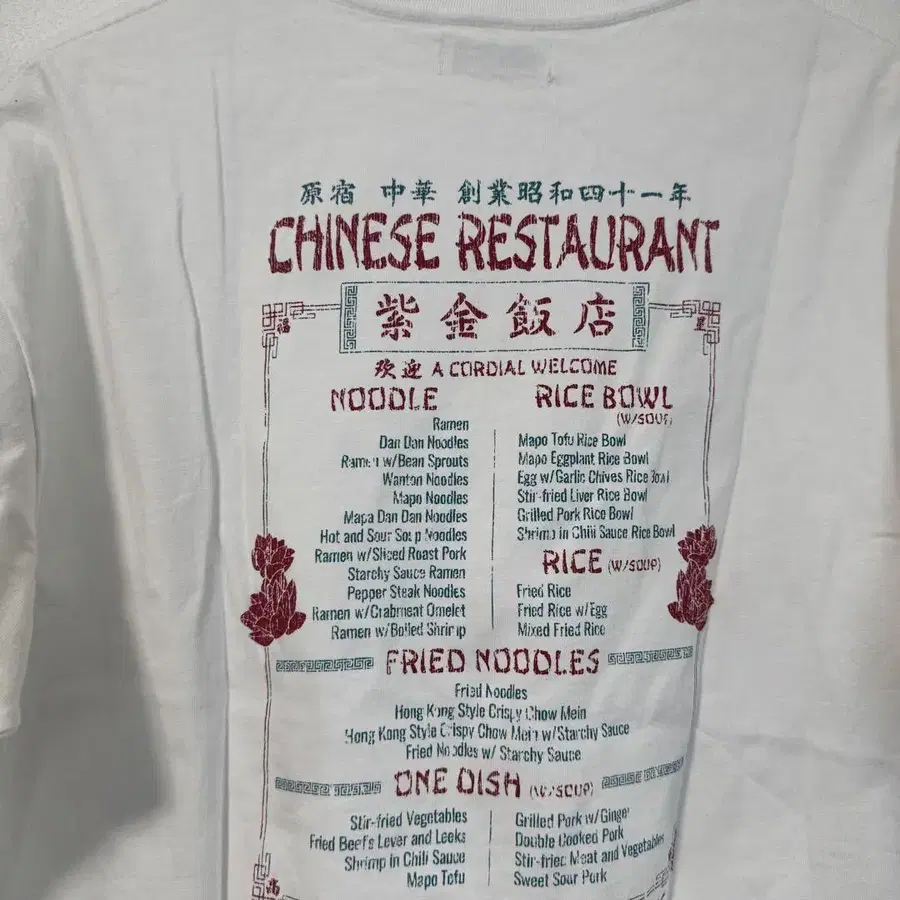 原宿 中華 創業昭和四十一年
CHINESE RESTAURANT
福
星
紫金飯店
欢迎 A CORDIAL WELCOME
NOODLE
Ramen
Dan Dan Noodles
Ramen w/Bean Sprouts
Wanton Noodles
Mapo Noodles
Mapa Dan Dan Noodles
Hot and Sour Soup Noodles
Ramen w/Sliced Roast Pork
Starchy Sauce Ramen
Pepper Steak Noodles
Ramen w/Crabmeat Omelet
Ramen w/Boiled Shrimp
RICE BOWL
(W/SOUP)
Mapo Tofu Rice Bowl
Mapo Eggplant Rice Bowl
Egg w/Garlic Chives Rice Bowl
Stir-fried Liver Rice Bowl
Grilled Pork Rice Bowl
Shrimp in Chili Sauce Rice Bowl
RICE (W/SOUP)
Fried Rice
Fried Rice w/Egg
Mixed Fried Rice
FRIED NOODLES
Fried Noodles
Hong Kong Style Crispy Chow Mein
Hong Kong Style Crispy Chow Mein w/Starchy Sauce
Fried Noodles w/ Starchy Sauce
ONE DISH (W/SOUP)
Stir-fried Vegetables
Fried Beef's Lever and Leeks
Shrimp in Chili Sauce
Mapo Tofu
Grilled Pork w/Ginger
Double Cooked Pork
Stir-fried Meat and Vegetables
Sweet Sour Pork